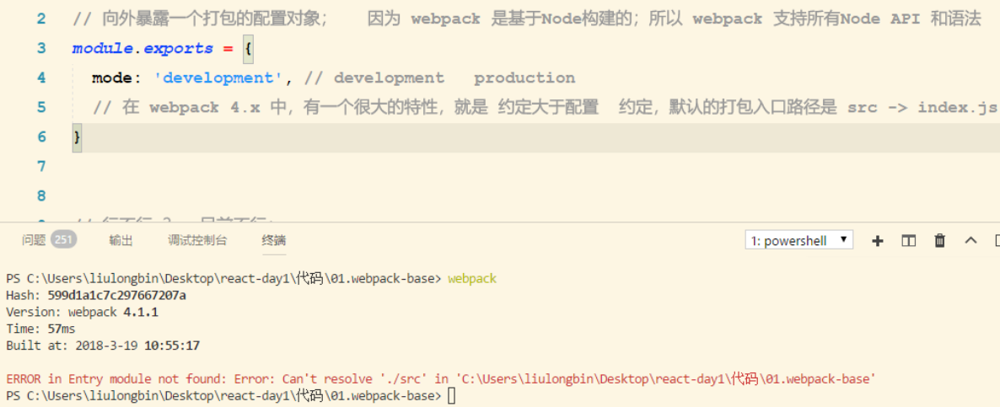 2 // 向外暴露一个打包的配置对象； 因为 webpack 是基于Node构建的；所以 webpack 支持所有Node API 和语法
3 module.exports = {
4 mode: 'development', // development production
5 // 在 webpack 4.x 中，有一个很大的特性，就是 约定大于配置 约定，默认的打包入口路径是 src -> index.js
6 }
7
8
问题 251 输出 调试控制台 终端 1: powershell
PS C:\Users\liulongbin\Desktop\react-day1\代码\01.webpack-base> webpack
Hash: 599d1a1c7c297667207a
Version: webpack 4.1.1
Time: 57ms
Built at: 2018-3-19 10:55:17
ERROR in Entry module not found: Error: Can't resolve './src' in 'C:\Users\liulongbin\Desktop\react-day1\代码\01.webpack-base'
PS C:\Users\liulongbin\Desktop\react-day1\代码\01.webpack-base>